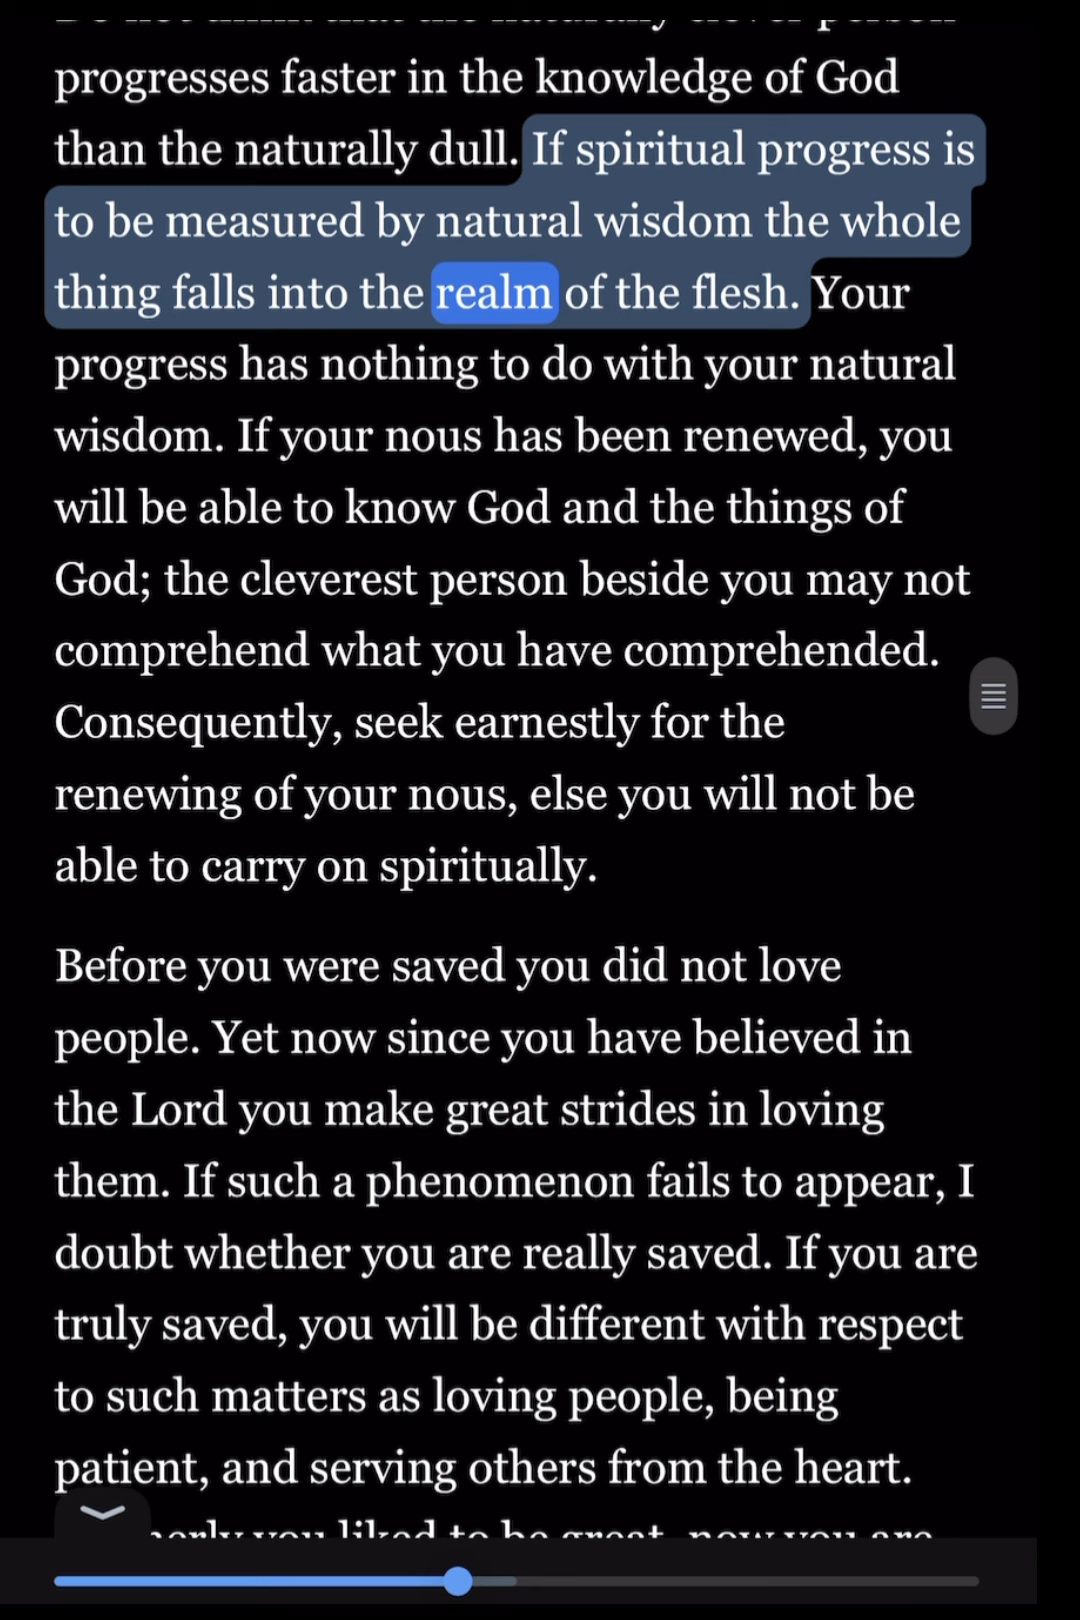 progresses faster in the knowledge of God
than the naturally dull. If spiritual progress is
to be measured by natural wisdom the whole
thing falls into the realm of the flesh. Your
progress has nothing to do with your natural
wisdom. If your nous has been renewed, you
will be able to know God and the things of
God; the cleverest person beside you may not
comprehend what you have comprehended.
Consequently, seek earnestly for the
renewing of your nous, else you will not be
able to carry on spiritually.
Before you were saved you did not love
people. Yet now since you have believed in
the Lord you make great strides in loving
them. If such a phenomenon fails to appear, I
doubt whether you are really saved. If you are
truly saved, you will be different with respect
to such matters as loving people, being
patient, and serving others from the heart.
you liked to be great, now you are